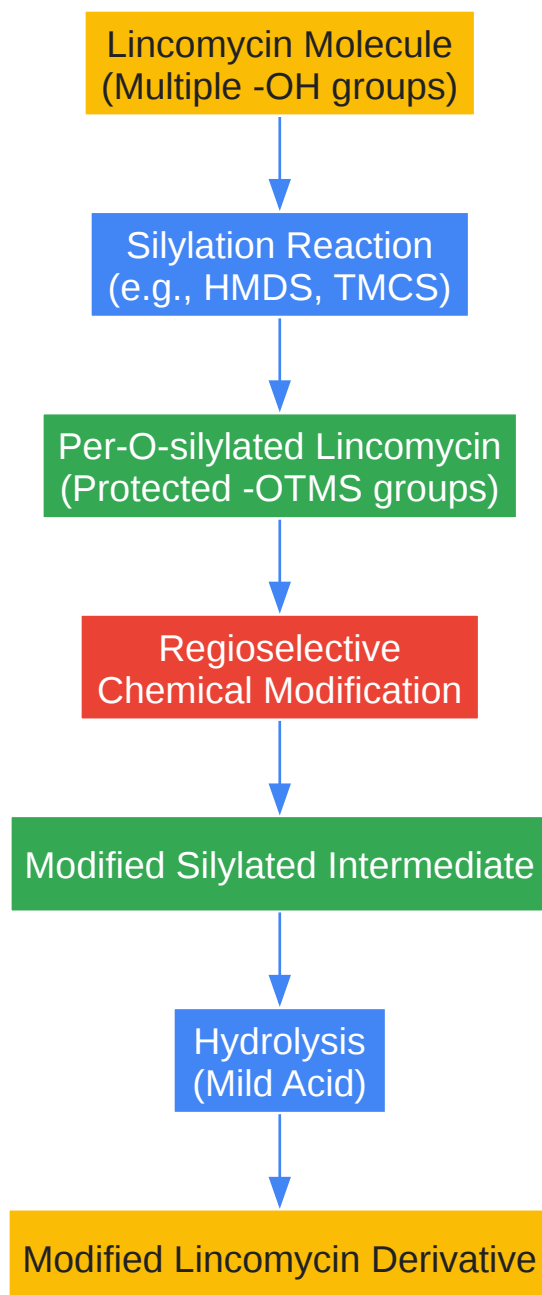 Lincomycin Molecule
(Multiple -OH groups)
Silylation Reaction
(e.g., HMDS, TMCS)
Per-O-silylated Lincomycin
(Protected -OTMS groups)
Regioselective
Chemical Modification
Modified Silylated Intermediate
Hydrolysis
(Mild Acid)
Modified Lincomycin Derivative